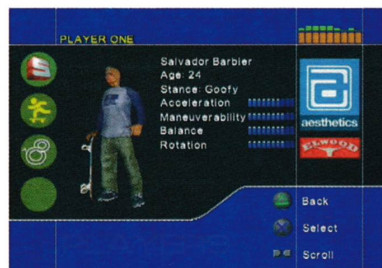 PLAYER ONE
Salvador Barbier
Age: 24
Stance: Goofy
Acceleration
Maneuverability
Balance
Rotation
aesthetics
ELWOOD
Back
Select
Scroll